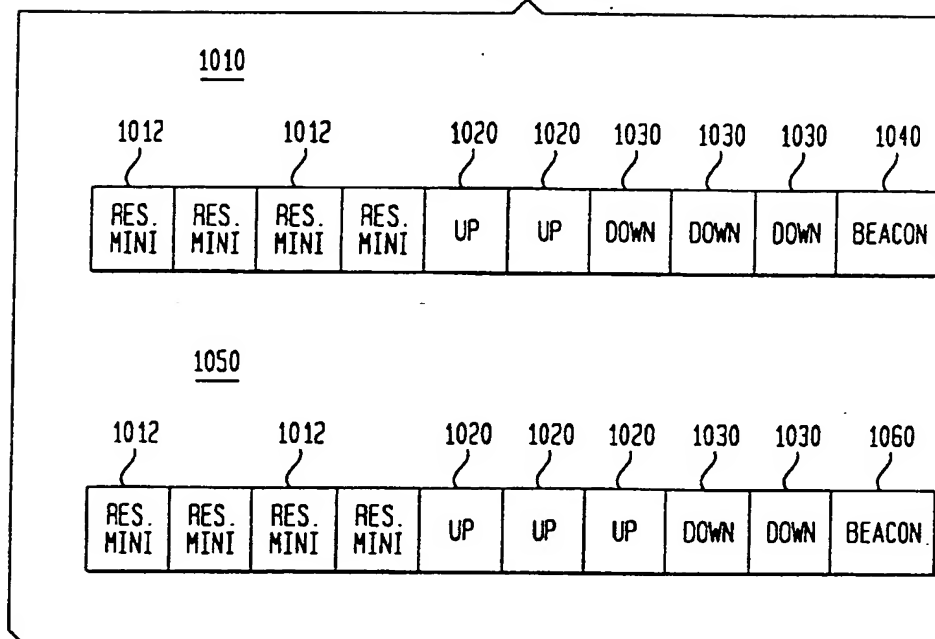 1010
1012 1012 1020 1020 1030 1030 1030 1040
RES. MINI RES. MINI RES. MINI RES. MINI UP UP DOWN DOWN DOWN BEACON
1050
1012 1012 1020 1020 1020 1030 1030 1060
RES. MINI RES. MINI RES. MINI RES. MINI UP UP UP DOWN DOWN BEACON